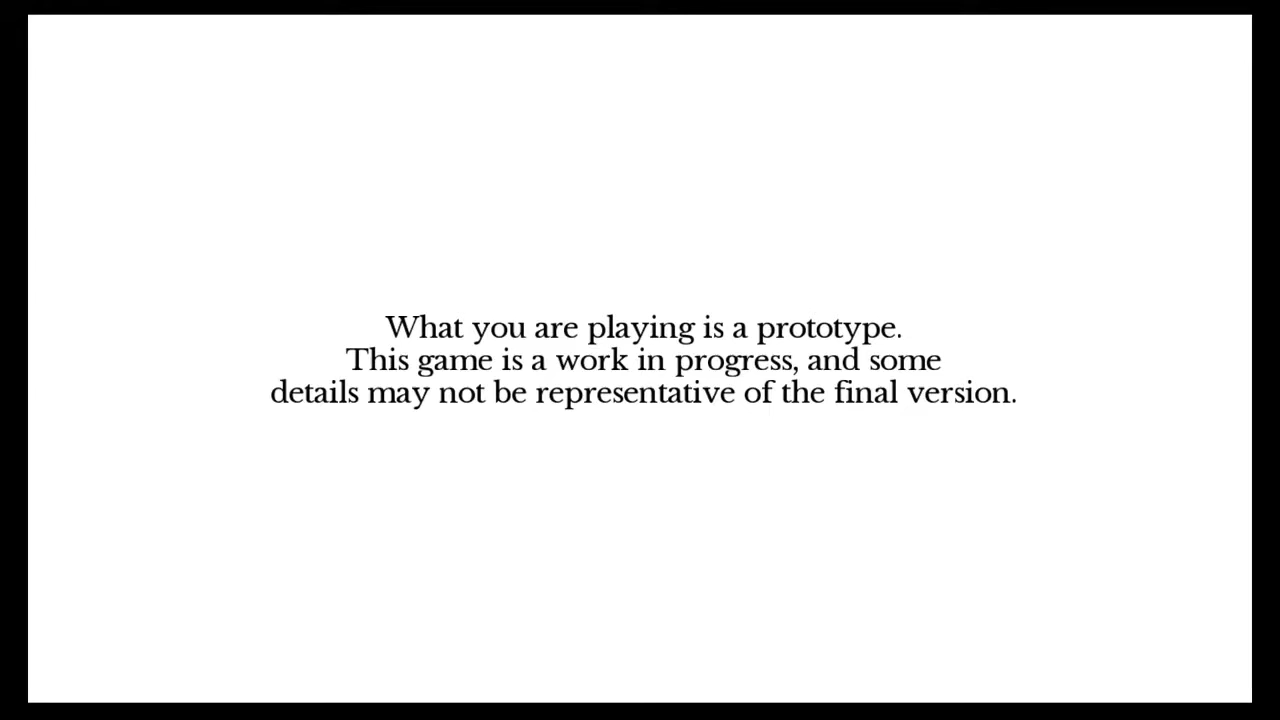 What you are playing is a prototype.
This game is a work in progress, and some
details may not be representative of the final version.